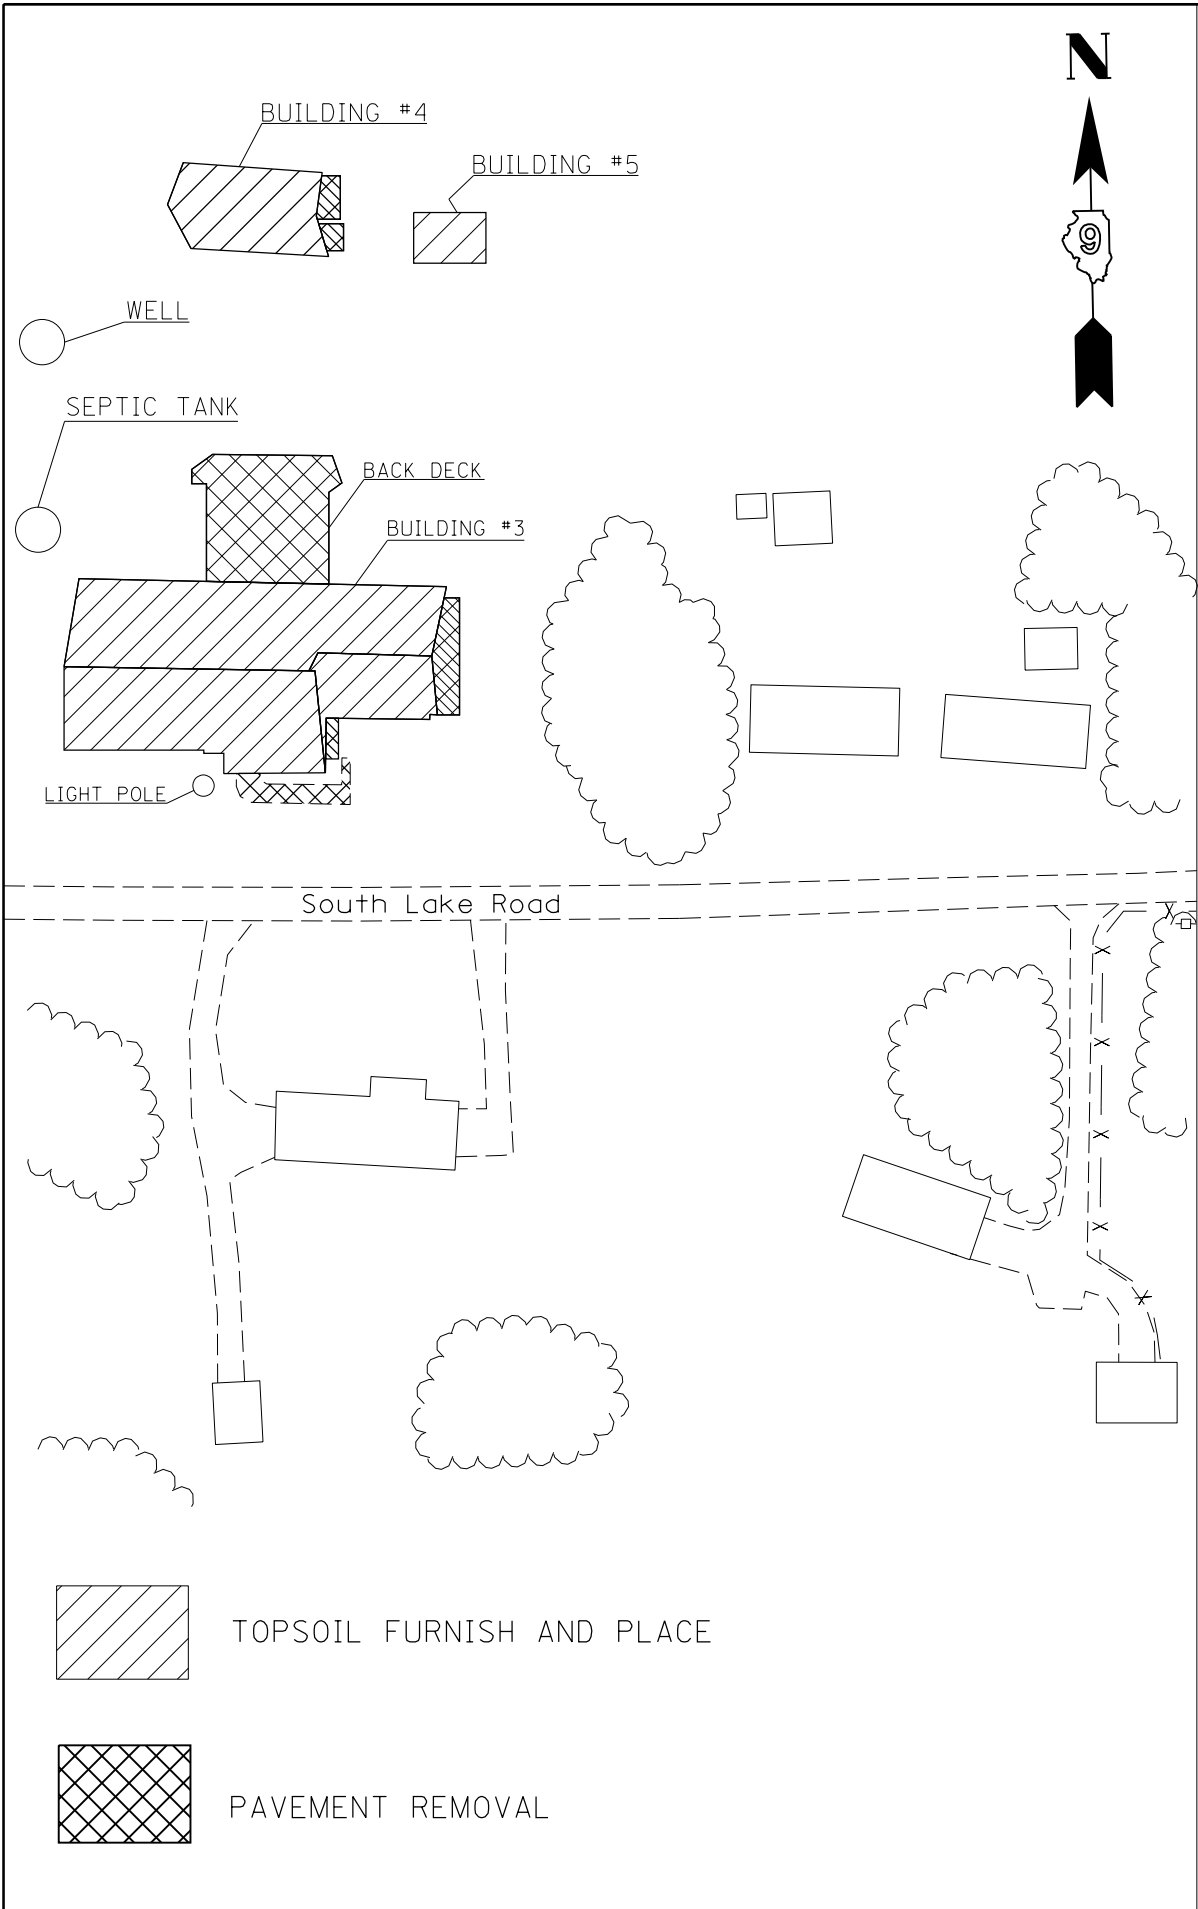 N
BUILDING #4
BUILDING #5
9
WELL
SEPTIC TANK
BACK DECK
BUILDING #3
LIGHT POLE
South Lake Road
TOPSOIL FURNISH AND PLACE
PAVEMENT REMOVAL